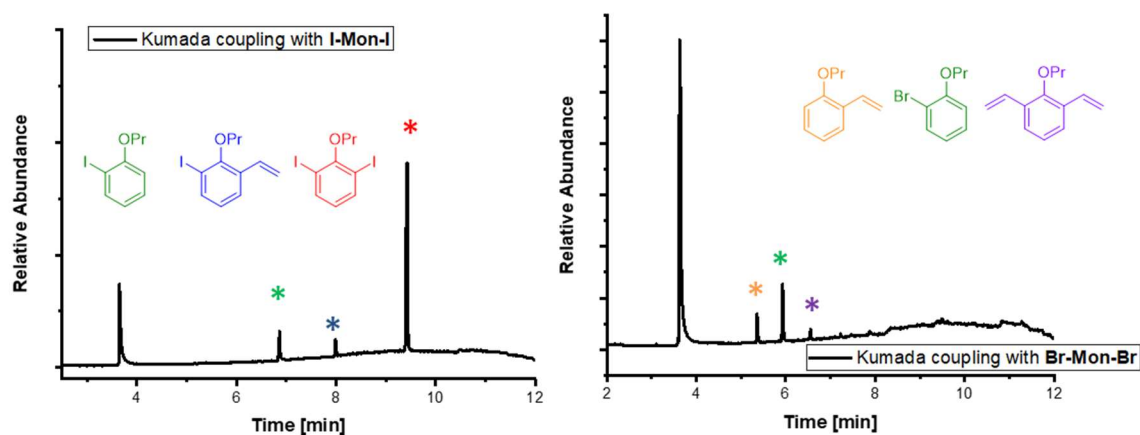 Kumada coupling with I-Mon-I
OPr
I
OPr
I
OPr
I
I
*
*
*
*
Relative Abundance
4
6
8
10
12
Time [min]
OPr
OPr
Br
OPr
*
*
*
Relative Abundance
Kumada coupling with Br-Mon-Br
2
4
6
8
10
12
Time [min]